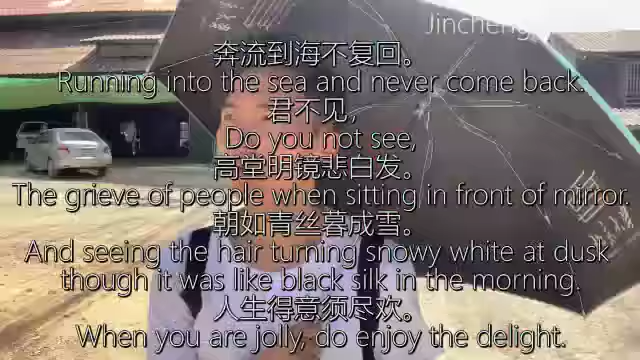 Jincheng
奔流到海不复回。
Running into the sea and never come back.
君不见，
Do you not see,
高堂明镜悲白发。
The grieve of people when sitting in front of mirror.
朝如青丝暮成雪。
And seeing the hair turning snowy white at dusk
though it was like black silk in the morning.
人生得意须尽欢。
When you are jolly, do enjoy the delight.